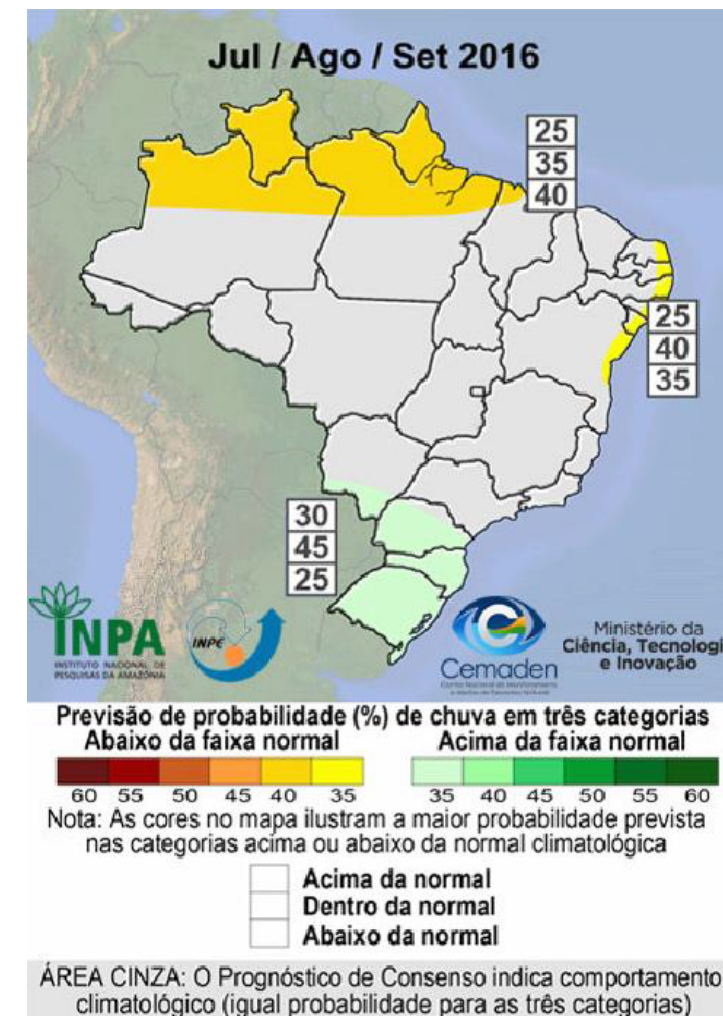 Jul / Ago / Set 2016
25
35
40
25
40
35
30
45
25
INPA
INSTITUTO NACIONAL DE
PESQUISAS DA AMAZÔNIA
INPE
Cemaden
Ministério da
Ciência, Tecnologi
e Inovação
Previsão de probabilidade (%) de chuva em três categorias
Abaixo da faixa normal
Acima da faixa normal
60 55 50 45 40 35
35 40 45 50 55 60
Nota: As cores no mapa ilustram a maior probabilidade prevista
nas categorias acima ou abaixo da normal climatológica
Acima da normal
Dentro da normal
Abaixo da normal
ÁREA CINZA: O Prognóstico de Consenso indica comportamento
climatológico (igual probabilidade para as três categorias)